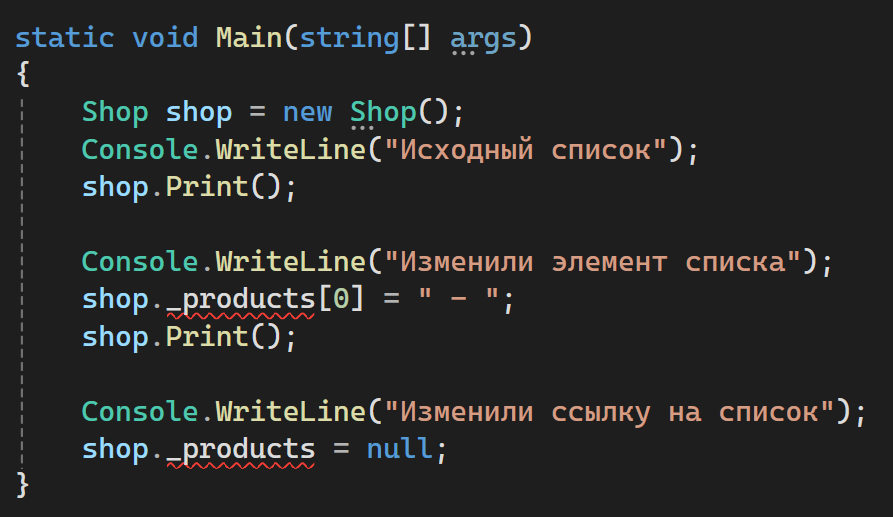 static void Main(string[] args)
{
    Shop shop = new Shop();
    Console.WriteLine("Исходный список");
    shop.Print();

    Console.WriteLine("Изменили элемент списка");
    shop._products[0] = " - ";
    shop.Print();

    Console.WriteLine("Изменили ссылку на список");
    shop._products = null;
}